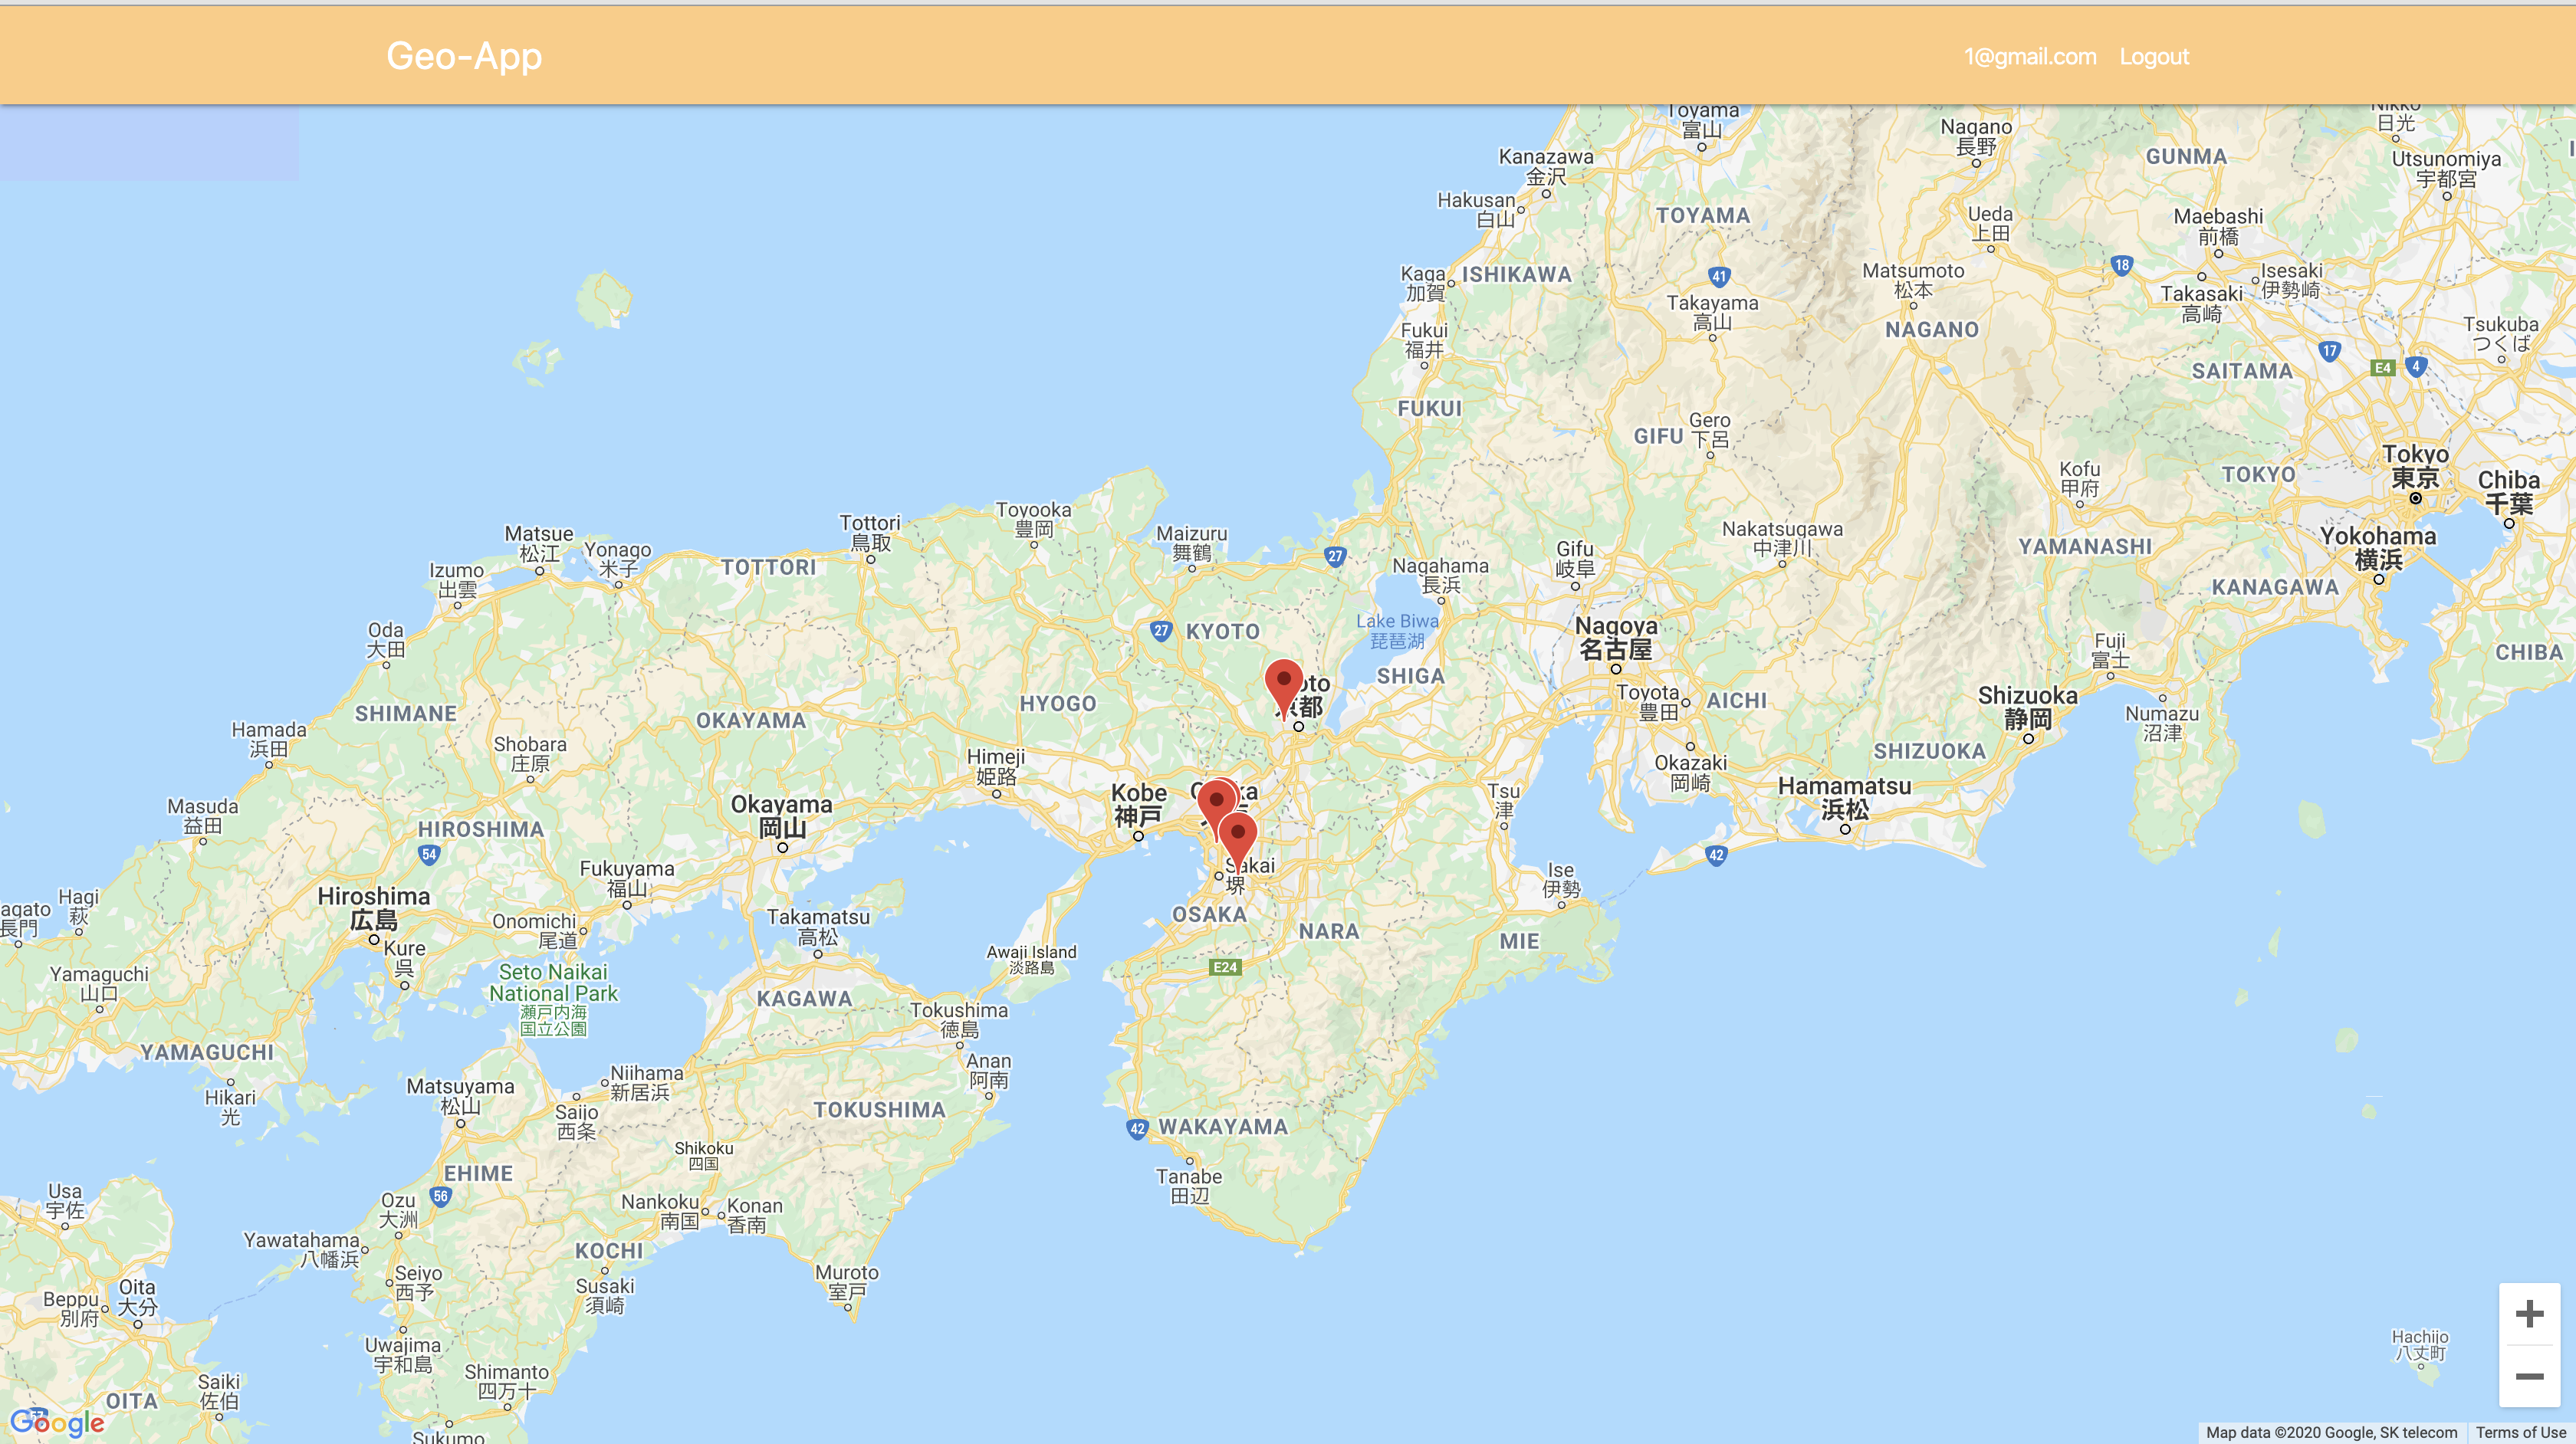 Geo-App
1@gmail.com Logout
Toyama
富山
Nagano
長野
Nikko
日光
Kanazawa
金沢
GUNMA
Utsunomiya
宇都宮
Hakusan
白山
TOYAMA
Ueda
上田
Maebashi
前橋
Kaga
加賀
ISHIKAWA
41
18
Matsumoto
松本
Isesaki
伊勢崎
Takasaki
高崎
Takayama
高山
Fukui
福井
NAGANO
Tsukuba
つくば
17
E4
4
SAITAMA
FUKUI
GIFU
Gero
下呂
Tokyo
東京
TOKYO
Kofu
甲府
Chiba
千葉
Toyooka
豊岡
Tottori
鳥取
Maizuru
舞鶴
Matsue
松江
Yonago
米子
Nakatsugawa
中津川
Yokohama
横浜
YAMANASHI
27
Gifu
岐阜
Nagahama
長浜
Izumo
出雲
TOTTORI
KANAGAWA
Lake Biwa
琵琶湖
27
KYOTO
Nagoya
名古屋
Oda
大田
Fuji
富士
CHIBA
SHIGA
oto
都
HYOGO
Toyota
豊田
AICHI
Shizuoka
静岡
SHIMANE
OKAYAMA
Numazu
沼津
Hamada
浜田
Shobara
庄原
Himeji
姫路
SHIZUOKA
Okazaki
岡崎
Kobe
神戸
Tsu
津
Hamamatsu
浜松
Okayama
岡山
Masuda
益田
HIROSHIMA
54
42
Fukuyama
福山
Sakai
堺
Ise
伊勢
Hagi
萩
Hiroshima
広島
agato
長門
Onomichi
尾道
Takamatsu
高松
OSAKA
NARA
MIE
Kure
呉
Awaji Island
淡路島
E24
Yamaguchi
山口
Seto Naikai
National Park
瀬戸内海
国立公園
KAGAWA
Tokushima
徳島
YAMAGUCHI
Anan
阿南
Niihama
新居浜
Matsuyama
松山
Hikari
光
Saijo
西条
TOKUSHIMA
42
WAKAYAMA
Shikoku
四国
EHIME
Tanabe
田辺
Usa
宇佐
56
Ozu
大洲
Nankoku
南国
Konan
香南
Yawatahama
八幡浜
KOCHI
Seiyo
西予
Susaki
須崎
Muroto
室戸
Oita
大分
Beppu
別府
Uwajima
宇和島
Hachijo
八丈町
Shimanto
四万十
Saiki
佐伯
OITA
Google
Sukumo
Map data ©2020 Google, SK telecom
Terms of Use